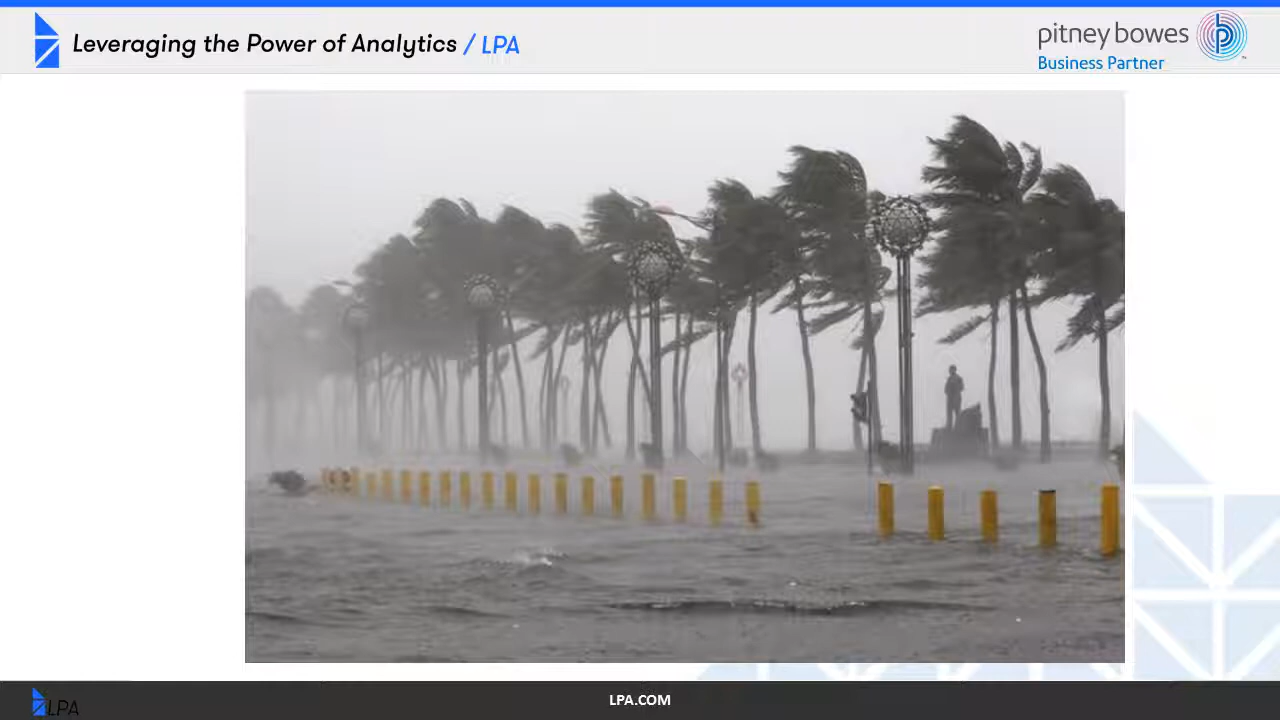 Leveraging the Power of Analytics / LPA
pitney bowes
Business Partner
LPA
LPA.COM